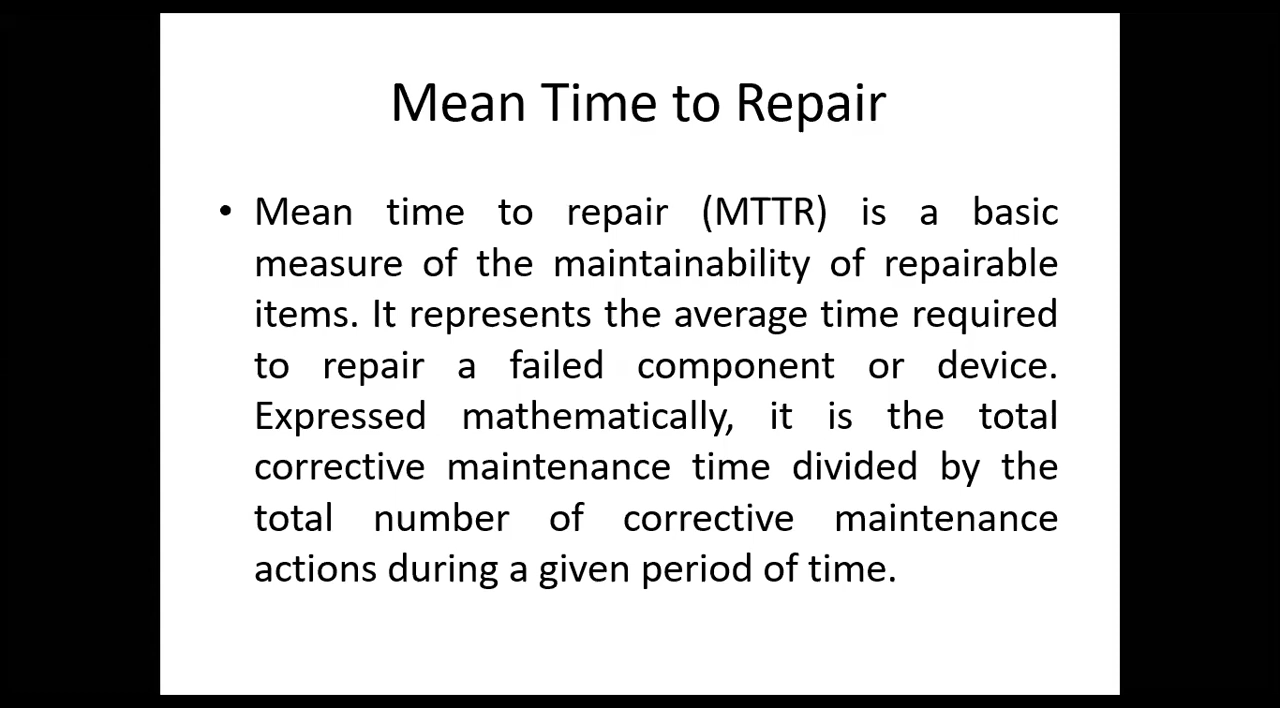 Mean Time to Repair
• Mean time to repair (MTTR) is a basic
measure of the maintainability of repairable
items. It represents the average time required
to repair a failed component or device.
Expressed mathematically, it is the total
corrective maintenance time divided by the
total number of corrective maintenance
actions during a given period of time.